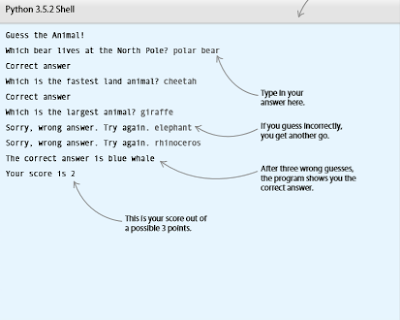 Python 3.5.2 Shell
Guess the Animal!
Which bear lives at the North Pole? polar bear
Correct answer
Which is the fastest land animal? cheetah
Correct answer
Which is the largest animal? giraffe
Sorry, wrong answer. Try again. elephant
Sorry, wrong answer. Try again. rhinoceros
The correct answer is blue whale
Your score is 2
Type in your
answer here.
If you guess incorrectly,
you get another go.
After three wrong guesses,
the program shows you the
correct answer.
This is your score out of
a possible 3 points.